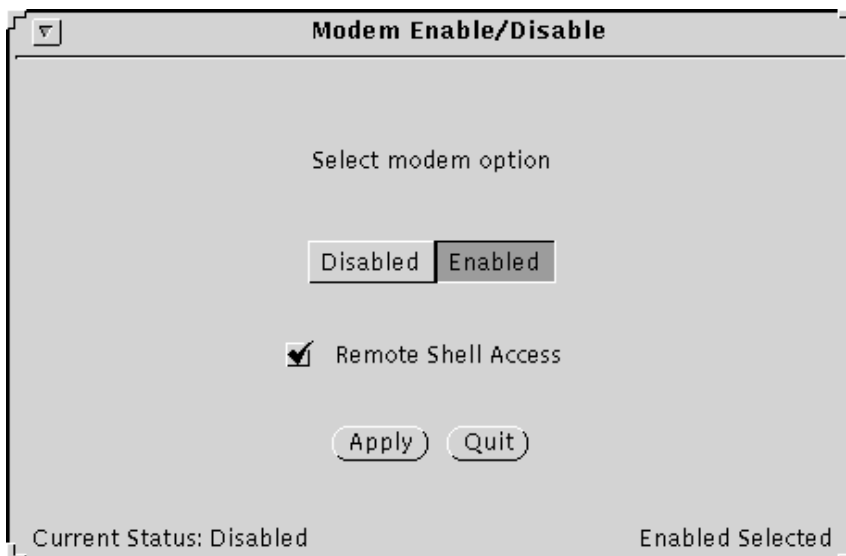 Modem Enable/Disable
Select modem option
Disabled Enabled
Remote Shell Access
Apply Quit
Current Status: Disabled Enabled Selected